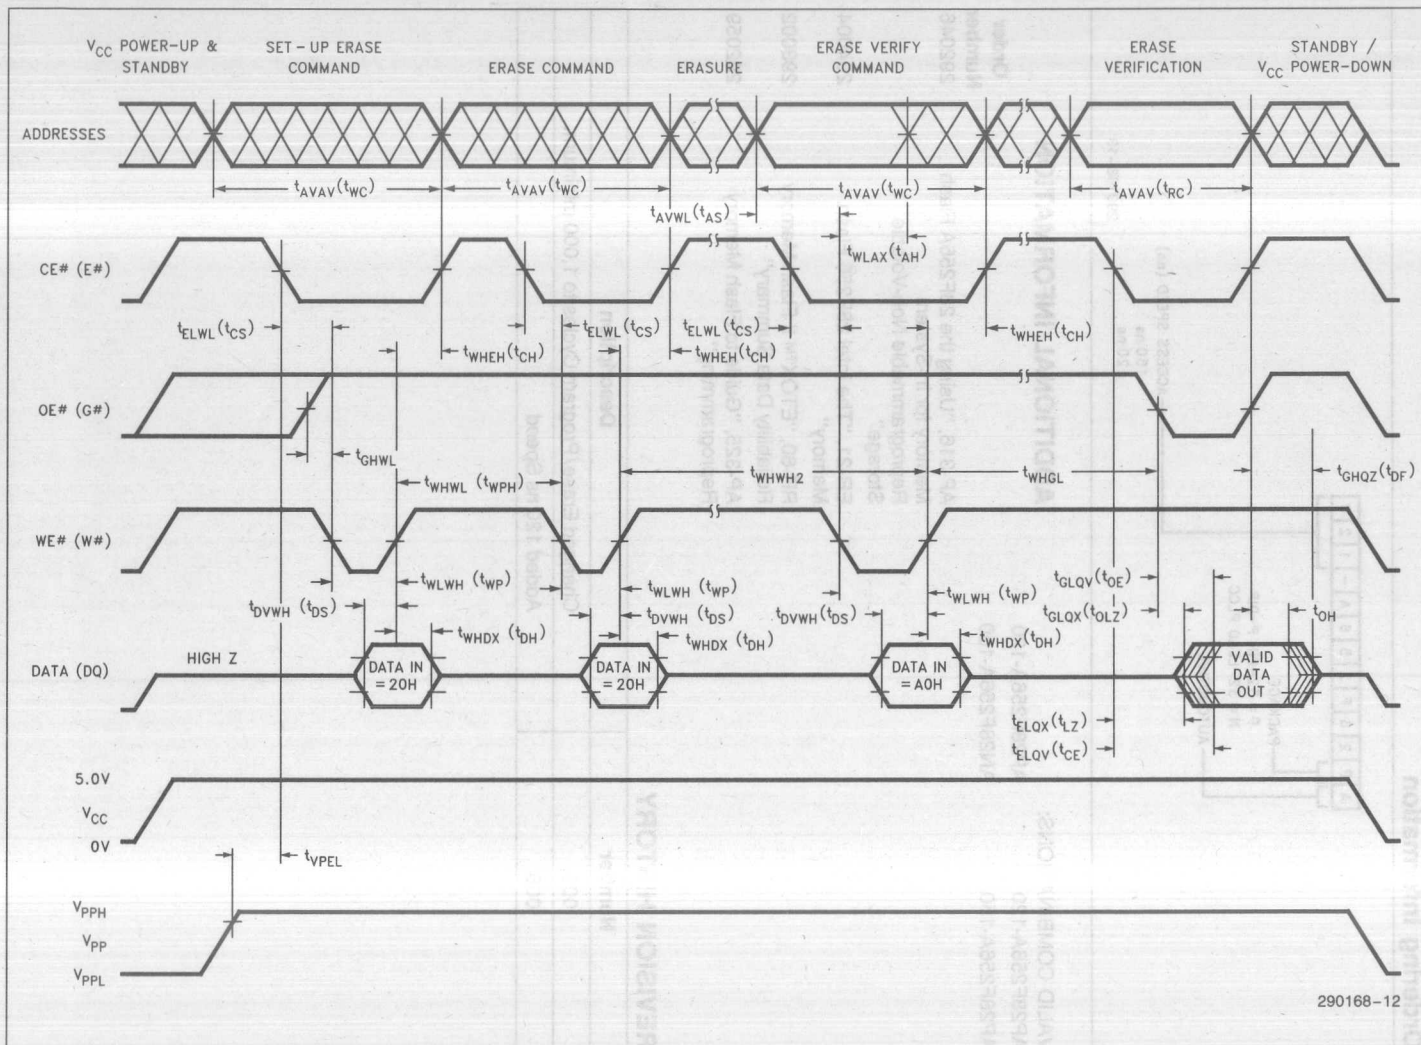 V_CC POWER-UP & STANDBY
SET-UP ERASE COMMAND
ERASE COMMAND
ERASURE
ERASE VERIFY COMMAND
ERASE VERIFICATION
STANDBY / V_CC POWER-DOWN
ADDRESSES
t_AVAV(t_WC)
t_AVAV(t_WC)
t_AVAV(t_WC)
t_AVAV(t_RC)
t_AVWL(t_AS)
CE# (E#)
t_WLAX(t_AH)
t_ELWL(t_CS)
t_ELWL(t_CS)
t_ELWL(t_CS)
t_WHEH(t_CH)
t_WHEH(t_CH)
t_WHEH(t_CH)
OE# (G#)
t_GHWL
t_WHWL (t_WPH)
t_WHWH2
t_WHGL
t_GHQZ(t_DF)
WE# (W#)
t_WLWH (t_WP)
t_WLWH (t_WP)
t_WLWH (t_WP)
t_GLQV(t_OE)
t_DVWH (t_DS)
t_DVWH (t_DS)
t_DVWH(t_DS)
t_GLQX(t_OLZ)
t_OH
t_WHDX (t_DH)
t_WHDX (t_DH)
t_WHDX(t_DH)
DATA (DQ)
HIGH Z
DATA IN = 20H
DATA IN = 20H
DATA IN = A0H
VALID DATA OUT
t_ELQX(t_LZ)
t_ELQV(t_CE)
5.0V
V_CC
0V
t_VPEL
V_PPH
V_PP
V_PPL
290168-12